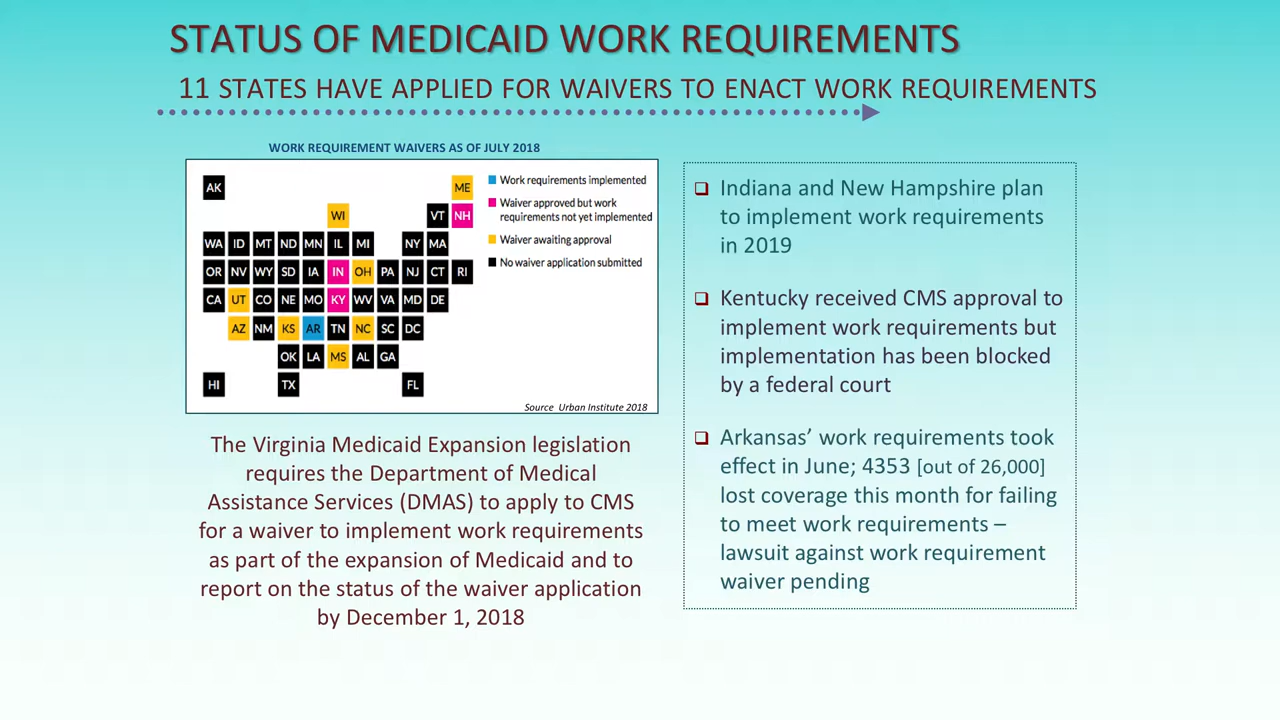 STATUS OF MEDICAID WORK REQUIREMENTS
11 STATES HAVE APPLIED FOR WAIVERS TO ENACT WORK REQUIREMENTS
WORK REQUIREMENT WAIVERS AS OF JULY 2018
AK ME
WI VT NH
WA ID MT ND MN IL MI NY MA
OR NV WY SD IA IN OH PA NJ CT RI
CA UT CO NE MO KY WV VA MD DE
AZ NM KS AR TN NC SC DC
OK LA MS AL GA
HI TX FL
Work requirements implemented
Waiver approved but work
requirements not yet implemented
Waiver awaiting approval
No waiver application submitted
Source Urban Institute 2018
The Virginia Medicaid Expansion legislation
requires the Department of Medical
Assistance Services (DMAS) to apply to CMS
for a waiver to implement work requirements
as part of the expansion of Medicaid and to
report on the status of the waiver application
by December 1, 2018
Indiana and New Hampshire plan
to implement work requirements
in 2019
Kentucky received CMS approval to
implement work requirements but
implementation has been blocked
by a federal court
Arkansas’ work requirements took
effect in June; 4353 [out of 26,000]
lost coverage this month for failing
to meet work requirements –
lawsuit against work requirement
waiver pending